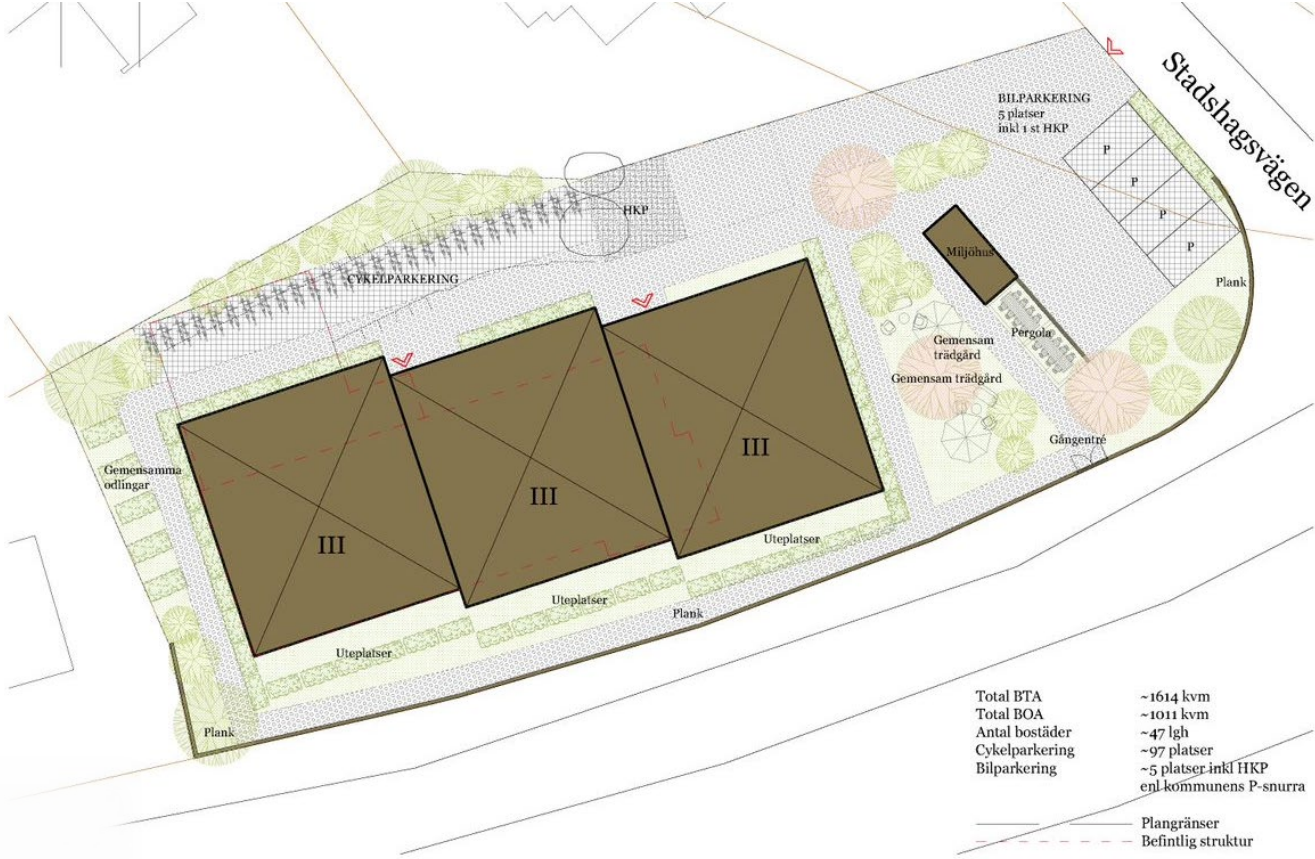 Stadshagsvägen
BILPARKERING
5 platser
inkl 1 st HKP
P
P
P
P
HKP
CYKELPARKERING
Miljöhus
Plank
Pergola
Gemensam
trädgård
Gemensam trädgård
Gångentré
III
III
III
Gemensamma
odlingar
Uteplatser
Uteplatser
Uteplatser
Plank
Plank
Total BTA ~1614 kvm
Total BOA ~1011 kvm
Antal bostäder ~47 lgh
Cykelparkering ~97 platser
Bilparkering ~5 platser inkl HKP
enl kommunens P-snurra
Plangränser
Befintlig struktur